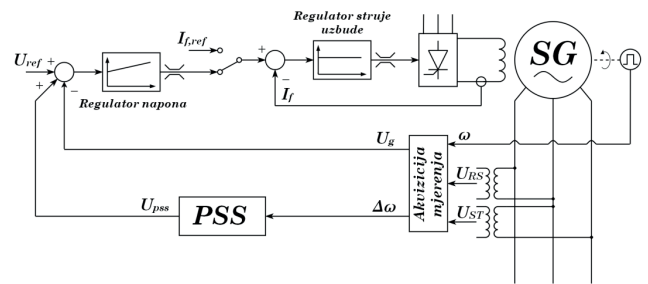 Regulator struje
uzbude
I_f,ref
U_ref
+
+
−
+
−
I_f
Regulator napona
SG
ω
U_g
Akvizicija
mjerenja
U_RS
U_ST
U_pss
PSS
Δω